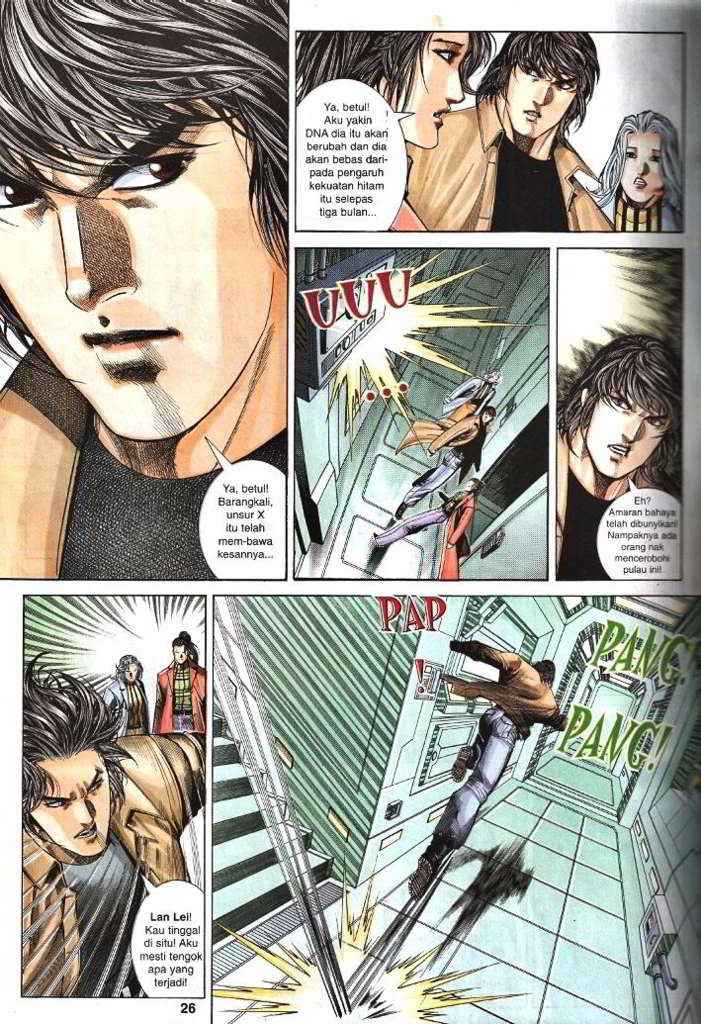 Ya, betul!
Aku yakin
DNA dia itu akan
berubah dan dia
akan bebas dari-
pada pengaruh
kekuatan hitam
itu selepas
tiga bulan...
Ya, betul!
Barangkali,
unsur X
itu telah
mem-bawa
kesannya...
UUU
...
Eh?
Amaran bahaya
telah dibunyikan!
Nampaknya ada
orang nak
mencerobohi
pulau ini!
Lan Lei!
Kau tinggal
di situ! Aku
mesti tengok
apa yang
terjadi!
PAP
!
PANG!
PANG!
26